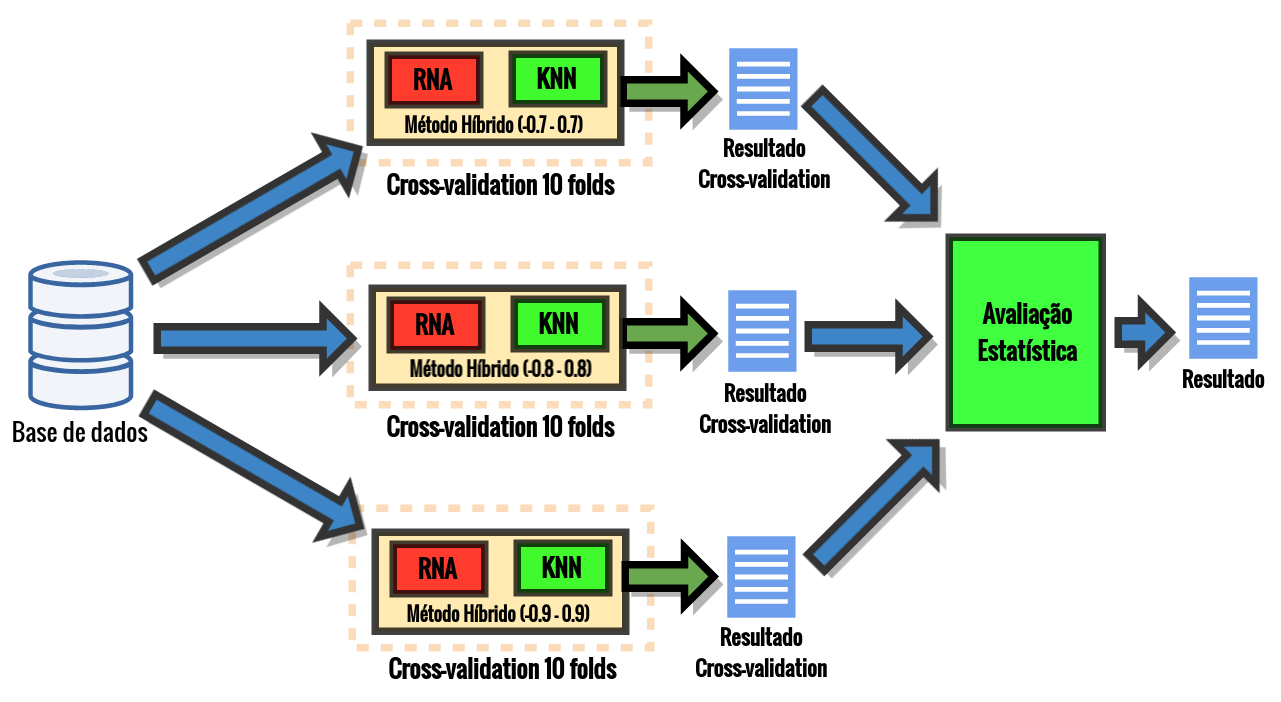 RNA
KNN
Método Híbrido (-0.7 - 0.7)
Cross-validation 10 folds
Resultado
Cross-validation
Base de dados
RNA
KNN
Método Híbrido (-0.8 - 0.8)
Cross-validation 10 folds
Resultado
Cross-validation
RNA
KNN
Método Híbrido (-0.9 - 0.9)
Cross-validation 10 folds
Resultado
Cross-validation
Avaliação
Estatística
Resultado